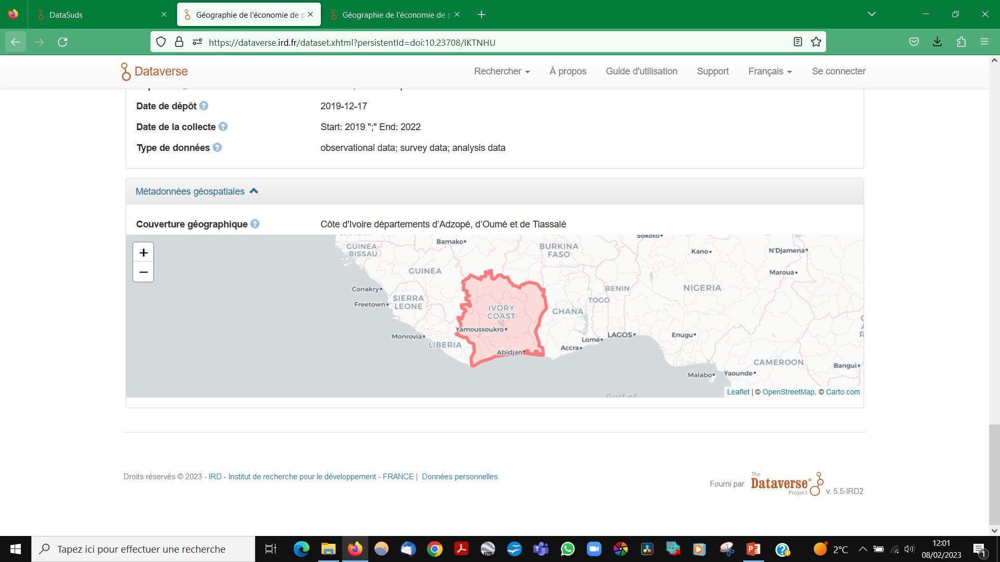 DataSuds
Géographie de l'économie de p
Géographie de l'économie de p
https://dataverse.ird.fr/dataset.xhtml?persistentId=doi:10.23708/IKTNHU
Dataverse
Rechercher
À propos
Guide d'utilisation
Support
Français
Se connecter
Date de dépôt ? 2019-12-17
Date de la collecte ? Start: 2019 ";" End: 2022
Type de données ? observational data; survey data; analysis data
Métadonnées géospatiales
Couverture géographique ? Côte d'Ivoire départements d’Adzopé, d’Oumé et de Tiassalé
+
−
Bamako
Sokoto
GUINEA-
BISSAU
BURKINA
FASO
Kano
N'Djamena
GUINEA
Maroua
Conakry
BENIN
NIGERIA
SIERRA
LEONE
Freetown
TOGO
IVORY
COAST
GHANA
Yamoussoukro
Monrovia
LIBERIA
LAGOS
Enugu
Lomé
Accra
Abidjan
CAMEROON
Bangui
Malabo
Yaounde
Gulf of
Leaflet | © OpenStreetMap, © Carto.com
Droits réservés © 2023 - IRD - Institut de recherche pour le développement - FRANCE | Données personnelles
Fourni par
The
Dataverse®
Project
v. 5.5-IRD2
Tapez ici pour effectuer une recherche
2°C
12:01
08/02/2023
1